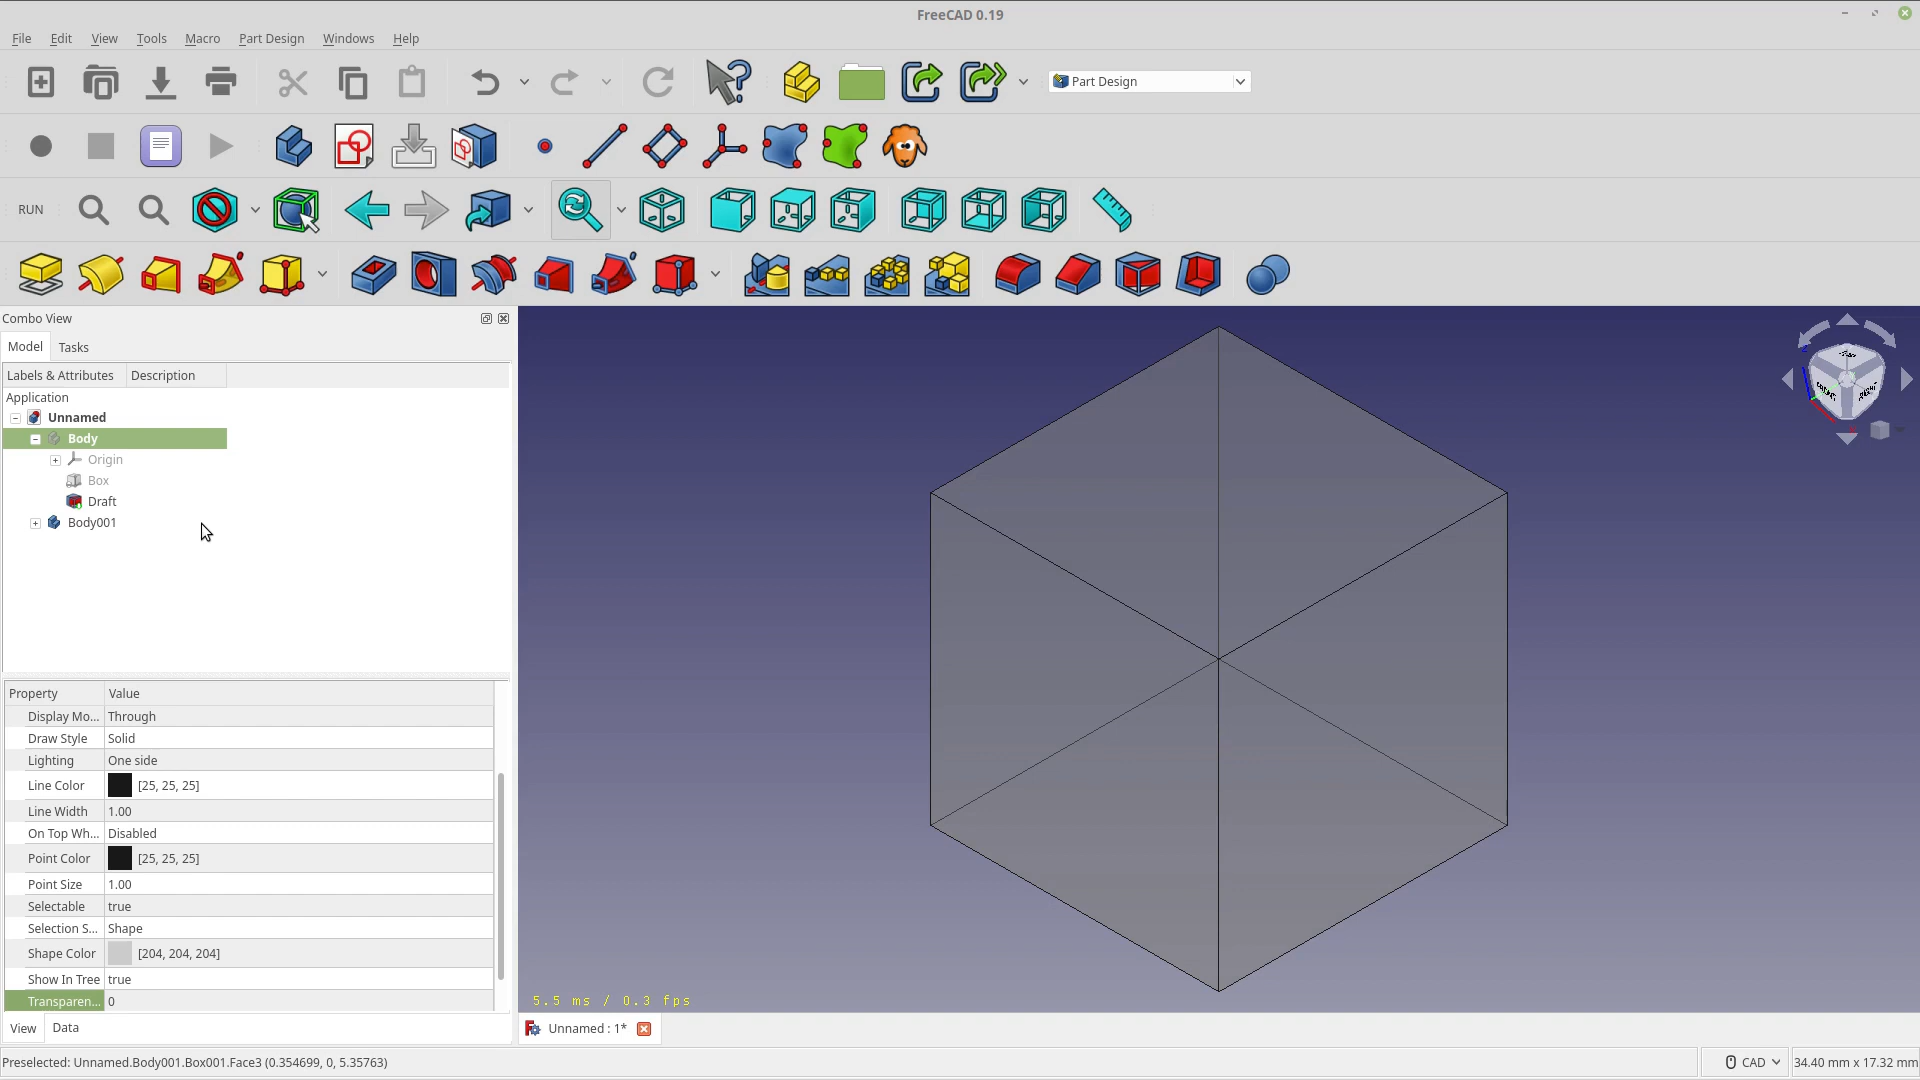 FreeCAD 0.19
File Edit View Tools Macro Part Design Windows Help
Part Design
RUN
Combo View
Model Tasks
Labels & Attributes Description
Application
Unnamed
Body
Origin
Box
Draft
Body001
Property Value
Display Mo... Through
Draw Style Solid
Lighting One side
Line Color [25, 25, 25]
Line Width 1.00
On Top Wh... Disabled
Point Color [25, 25, 25]
Point Size 1.00
Selectable true
Selection S... Shape
Shape Color [204, 204, 204]
Show In Tree true
Transparen... 0
View Data
5.5 ms / 0.3 fps
Unnamed : 1*
Preselected: Unnamed.Body001.Box001.Face3 (0.354699, 0, 5.35763)
CAD
34.40 mm x 17.32 mm